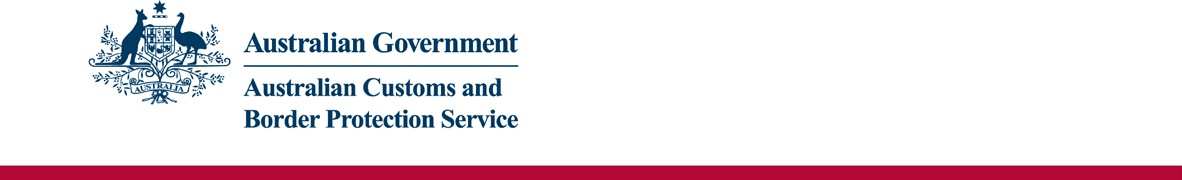 AUSTRALIA
Australian Government
Australian Customs and
Border Protection Service